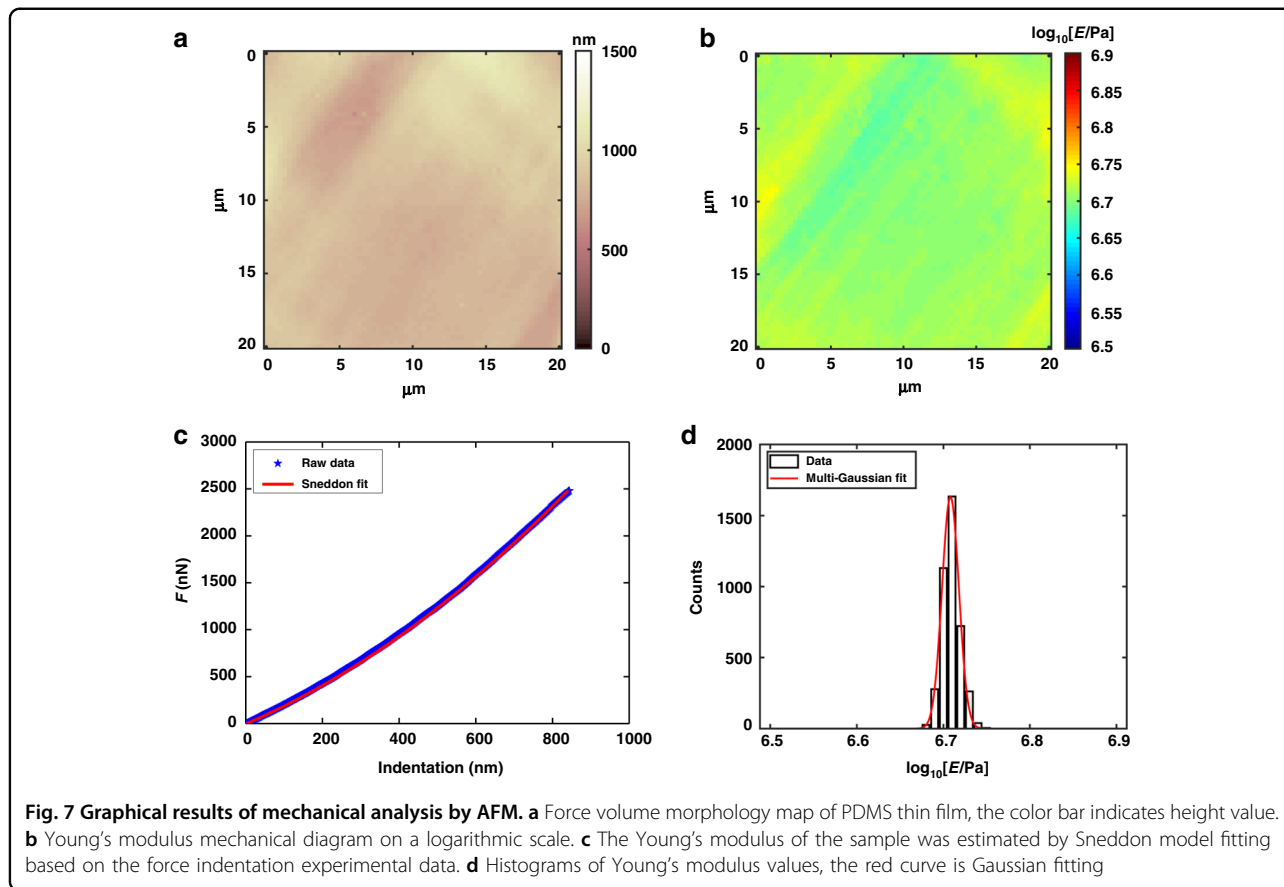 a
nm
1500
1000
500
0
0
5
10
15
20
μm
0
5
10
15
20
μm
b
log10[E/Pa]
6.9
6.85
6.8
6.75
6.7
6.65
6.6
6.55
6.5
0
5
10
15
20
μm
0
5
10
15
20
μm
c
3000
2500
2000
1500
1000
500
0
F (nN)
Raw data
Sneddon fit
0
200
400
600
800
1000
Indentation (nm)
d
2000
1500
1000
500
0
Counts
Data
Multi-Gaussian fit
6.5
6.6
6.7
6.8
6.9
log10[E/Pa]
Fig. 7 Graphical results of mechanical analysis by AFM. a Force volume morphology map of PDMS thin film, the color bar indicates height value.
b Young's modulus mechanical diagram on a logarithmic scale. c The Young's modulus of the sample was estimated by Sneddon model fitting
based on the force indentation experimental data. d Histograms of Young's modulus values, the red curve is Gaussian fitting